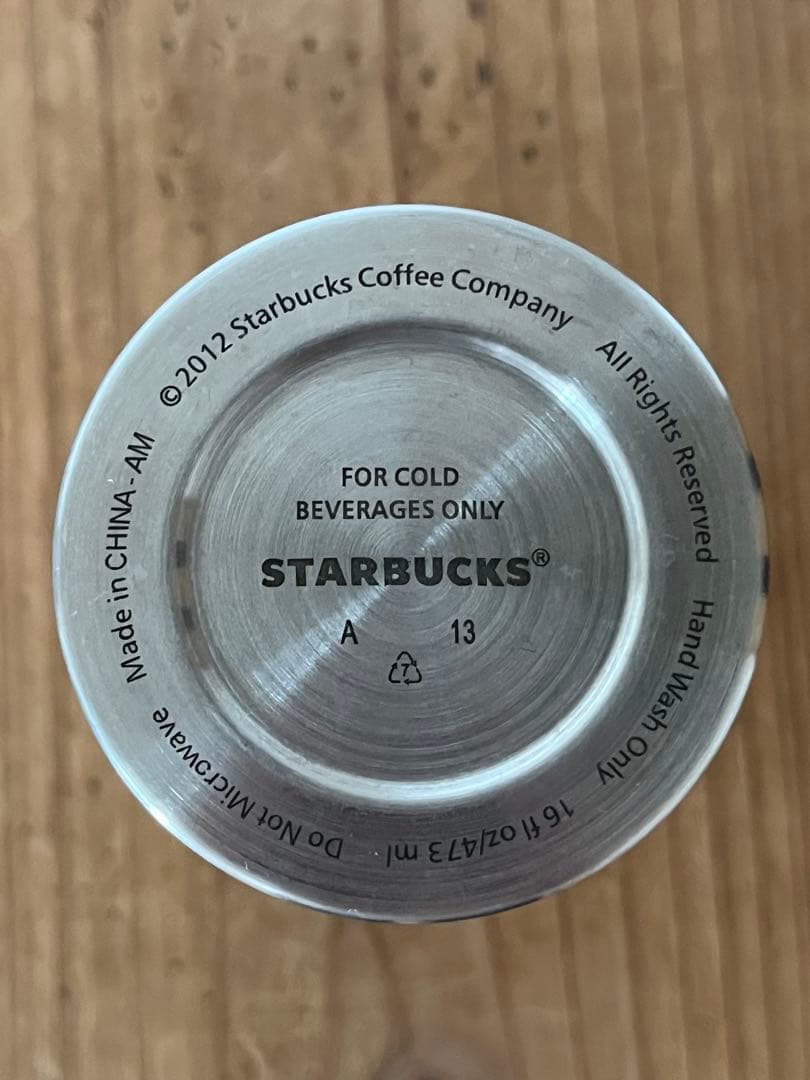 © 2012 Starbucks Coffee Company
All Rights Reserved
Hand Wash Only
16 fl oz/473 ml
Do Not Microwave
Made in CHINA - AM
FOR COLD
BEVERAGES ONLY
STARBUCKS®
A 13
7